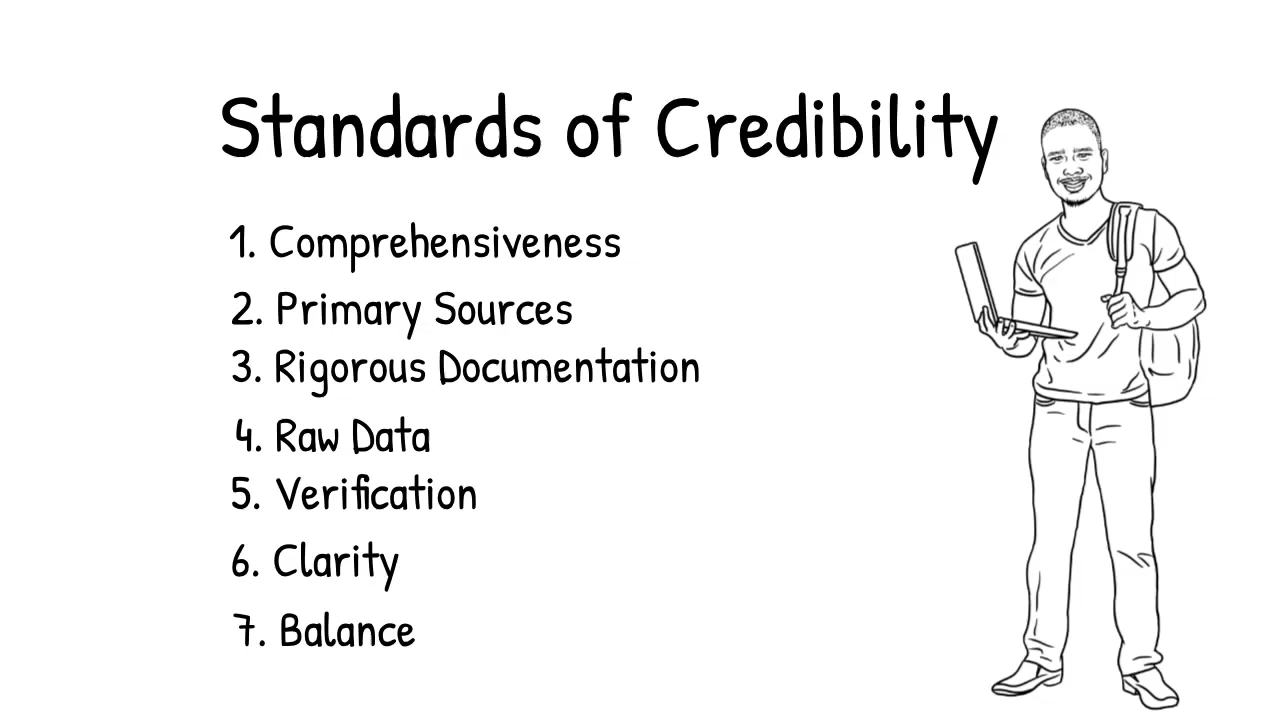 Standards of Credibility
1. Comprehensiveness
2. Primary Sources
3. Rigorous Documentation
4. Raw Data
5. Verification
6. Clarity
7. Balance